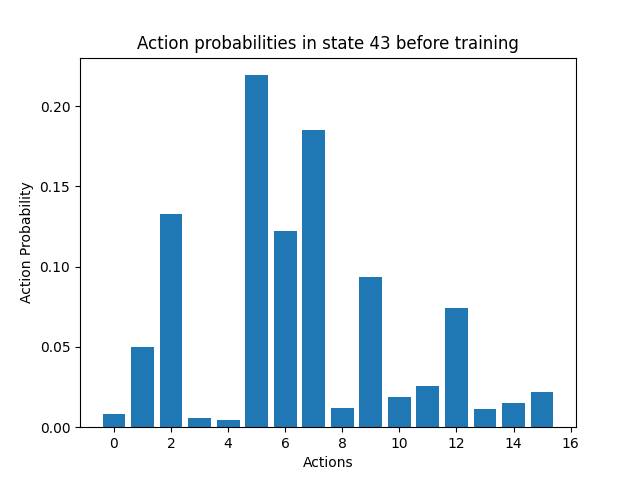 Action probabilities in state 43 before training
Action Probability
0.20
0.15
0.10
0.05
0.00
0 2 4 6 8 10 12 14 16
Actions